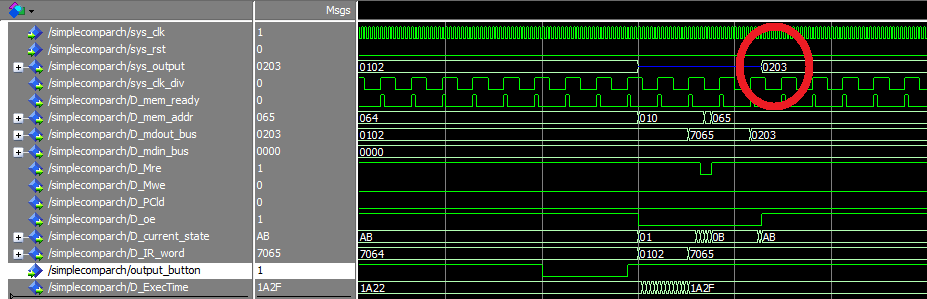 Msgs
/simplecomparch/sys_clk 1
/simplecomparch/sys_rst 0
/simplecomparch/sys_output 0203 0102 0203
/simplecomparch/sys_clk_div 0
/simplecomparch/D_mem_ready 0
/simplecomparch/D_mem_addr 065 064 010 065
/simplecomparch/D_mdout_bus 0203 0102 7065 0203
/simplecomparch/D_mdin_bus 0000 0000
/simplecomparch/D_Mre 1
/simplecomparch/D_Mwe 0
/simplecomparch/D_PCld 0
/simplecomparch/D_oe 1
/simplecomparch/D_current_state AB AB 01 0B AB
/simplecomparch/D_IR_word 7065 7064 0102 7065
/simplecomparch/output_button 1
/simplecomparch/D_ExecTime 1A2F 1A22 1A2F